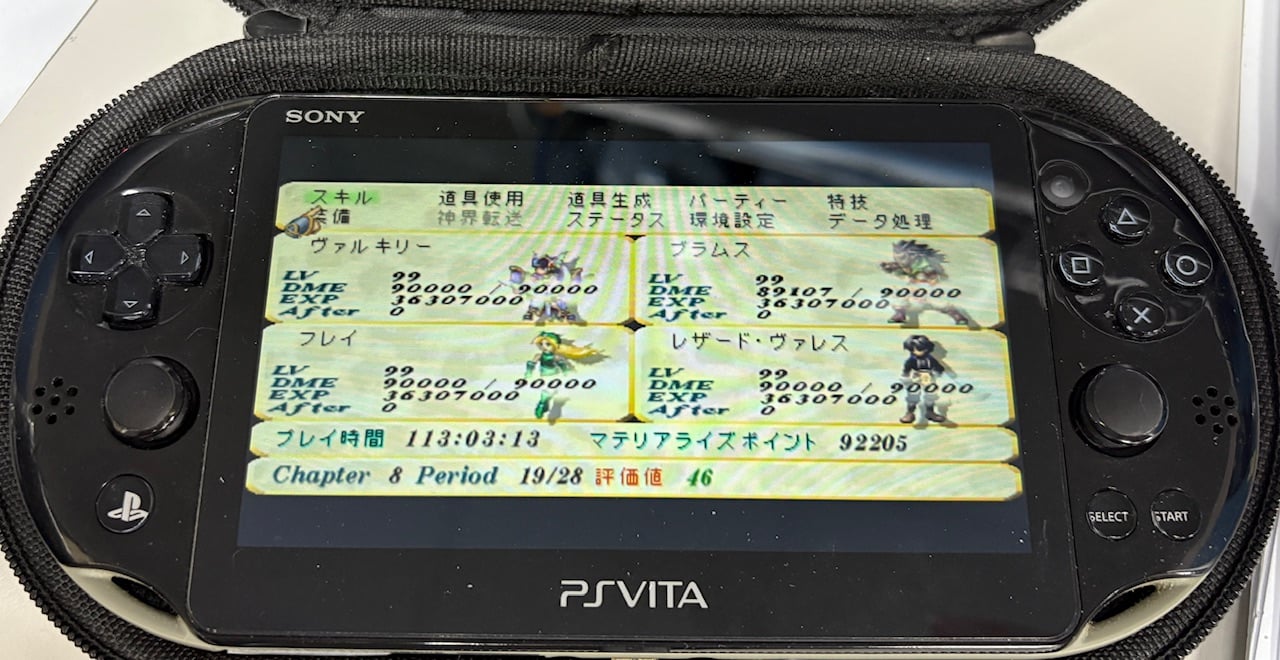 SONY
スキル 道具使用 道具生成 パーティー 特技
装備 神界転送 ステータス 環境設定 データ処理
ヴァルキリー
LV 99
DME 90000 / 90000
EXP 36307000
After 0
ブラムス
LV 99
DME 89107 / 90000
EXP 36307000
After 0
フレイ
LV 99
DME 90000 / 90000
EXP 36307000
After 0
レザード・ヴァレス
LV 99
DME 90000 / 90000
EXP 36307000
After 0
プレイ時間 113:03:13 マテリアライズポイント 92205
Chapter 8 Period 19/28 評価値 46
SELECT START
PSVITA